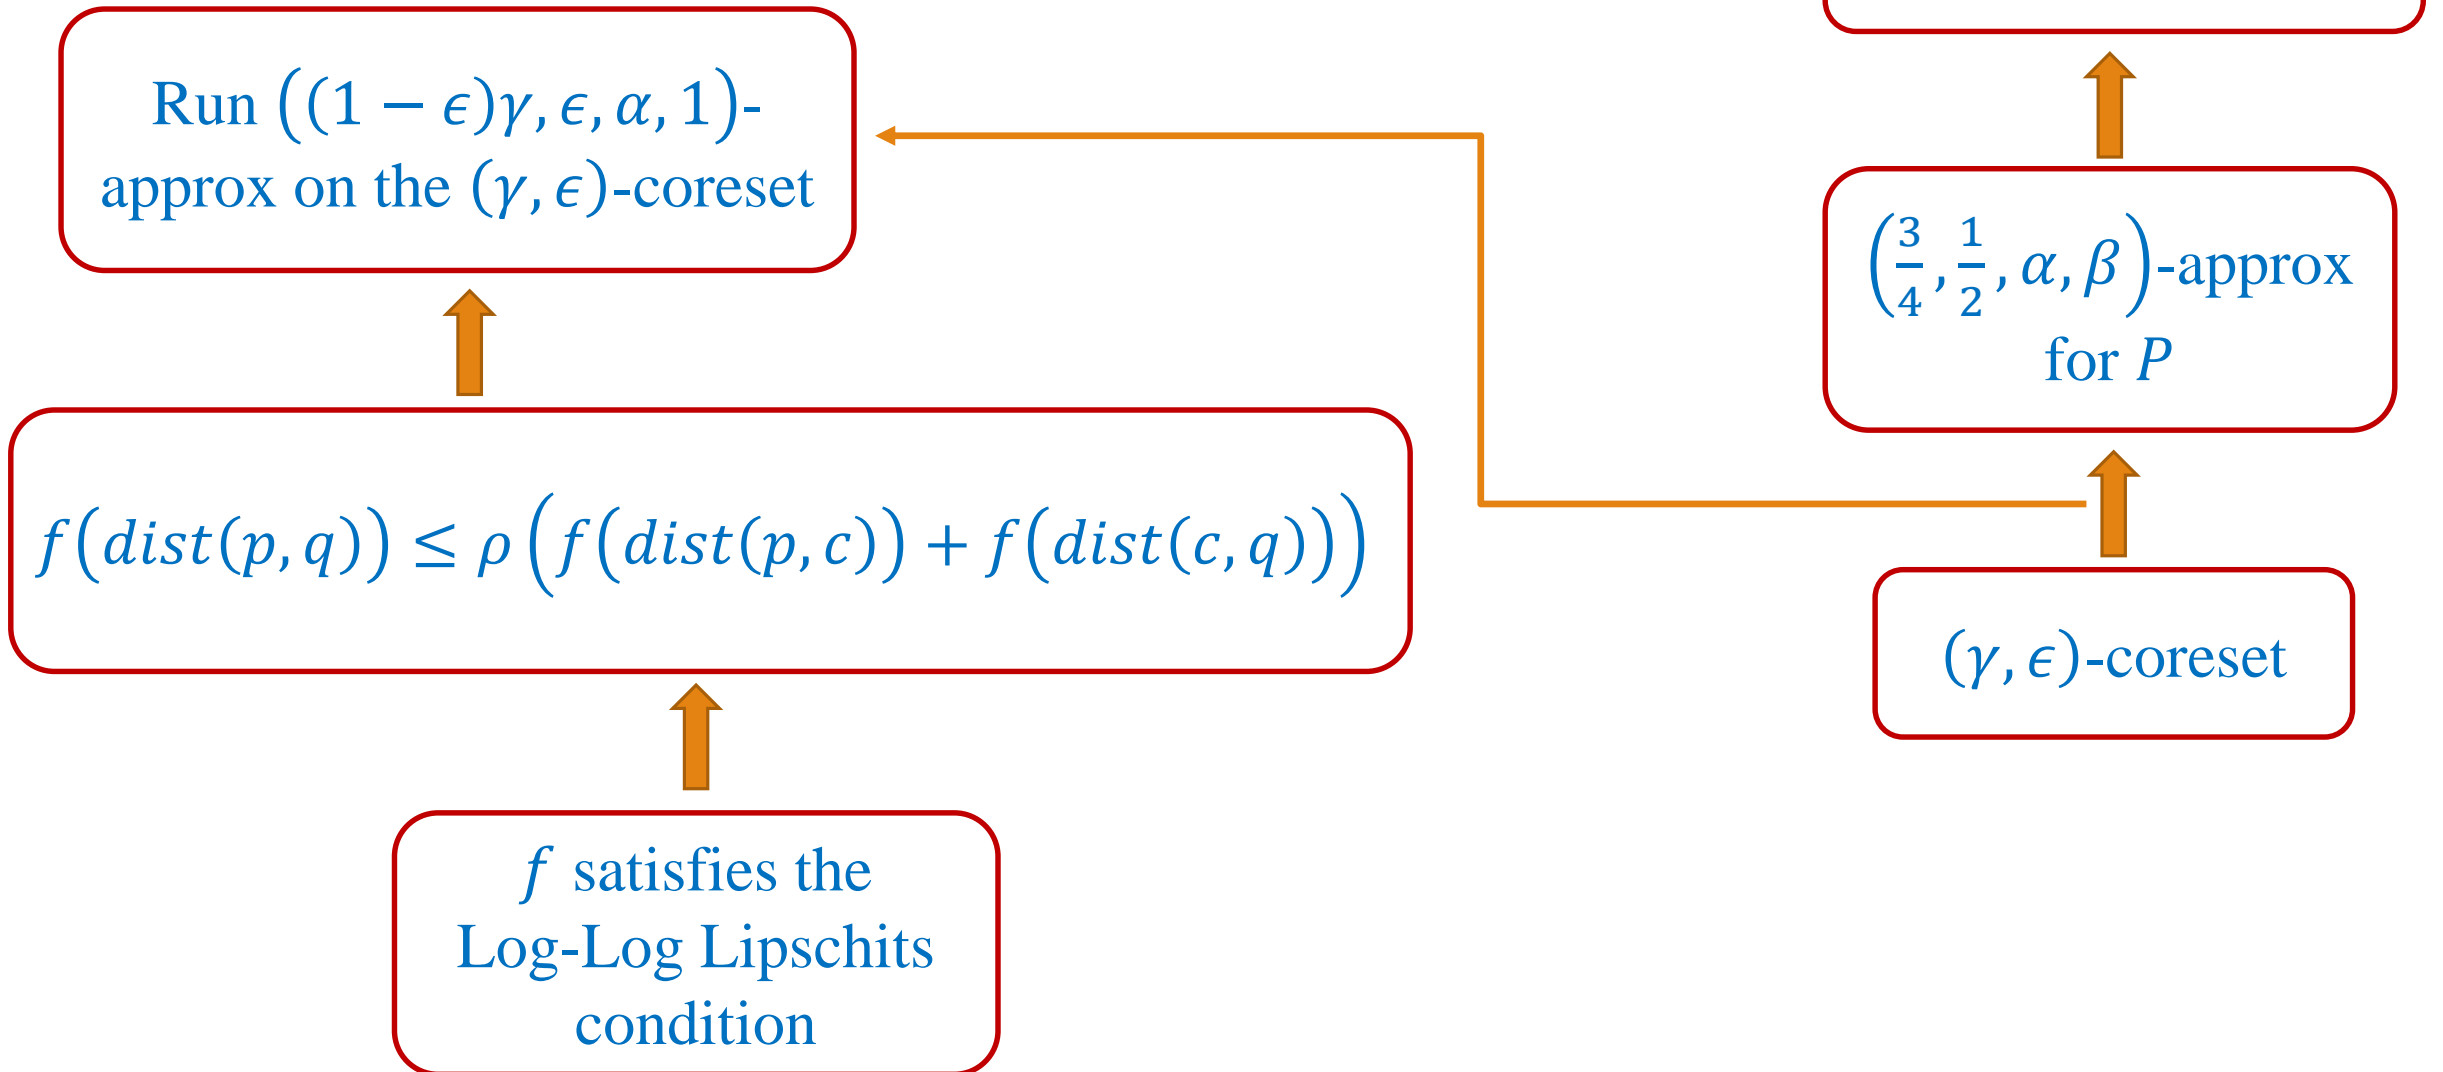 Run ((1 − ϵ)γ, ϵ, α, 1)-
approx on the (γ, ϵ)-coreset
(3/4, 1/2, α, β)-approx
for P
f(dist(p, q)) ≤ ρ (f(dist(p, c)) + f(dist(c, q)))
(γ, ϵ)-coreset
f satisfies the
Log-Log Lipschits
condition